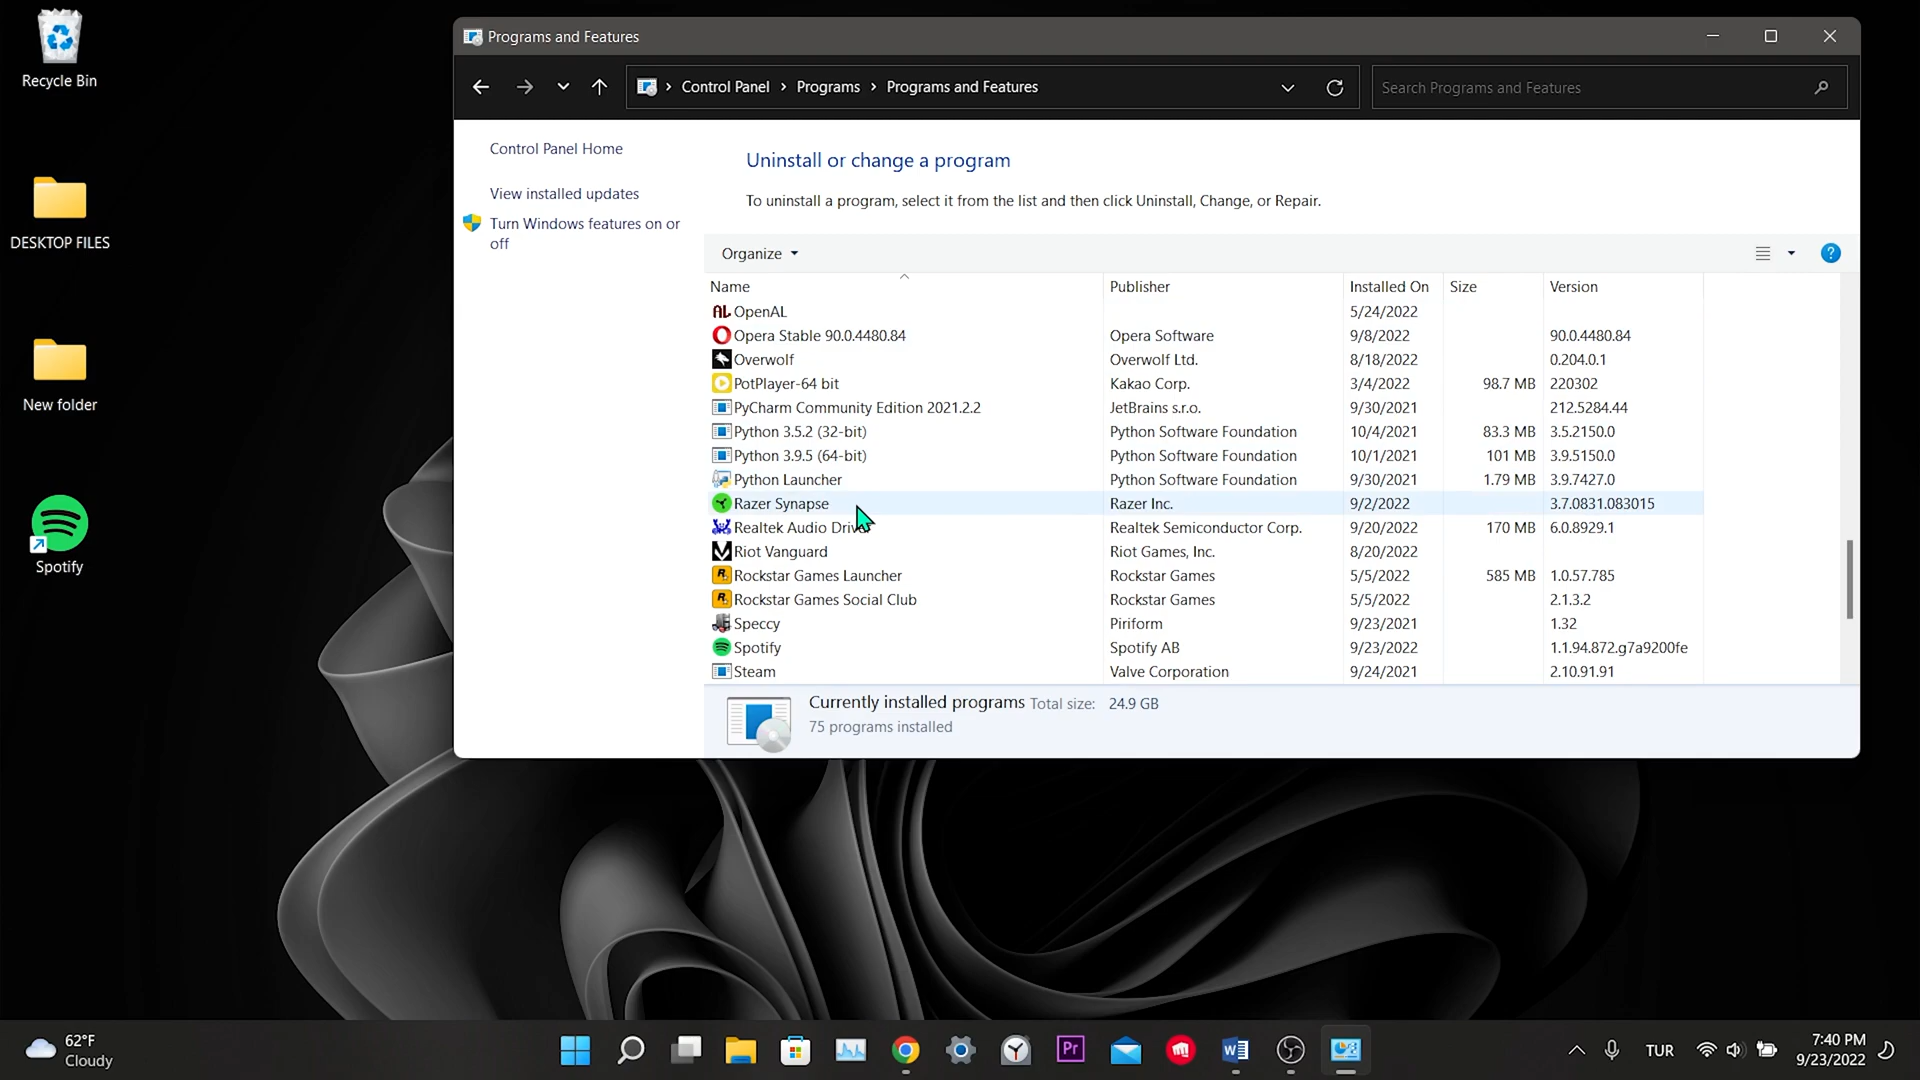 Recycle Bin
DESKTOP FILES
New folder
Spotify
Programs and Features
Control Panel > Programs > Programs and Features
Search Programs and Features
Control Panel Home
View installed updates
Turn Windows features on or
off
Uninstall or change a program
To uninstall a program, select it from the list and then click Uninstall, Change, or Repair.
Organize
?
Name Publisher Installed On Size Version
OpenAL 5/24/2022
Opera Stable 90.0.4480.84 Opera Software 9/8/2022 90.0.4480.84
Overwolf Overwolf Ltd. 8/18/2022 0.204.0.1
PotPlayer-64 bit Kakao Corp. 3/4/2022 98.7 MB 220302
PyCharm Community Edition 2021.2.2 JetBrains s.r.o. 9/30/2021 212.5284.44
Python 3.5.2 (32-bit) Python Software Foundation 10/4/2021 83.3 MB 3.5.2150.0
Python 3.9.5 (64-bit) Python Software Foundation 10/1/2021 101 MB 3.9.5150.0
Python Launcher Python Software Foundation 9/30/2021 1.79 MB 3.9.7427.0
Razer Synapse Razer Inc. 9/2/2022 3.7.0831.083015
Realtek Audio Driver Realtek Semiconductor Corp. 9/20/2022 170 MB 6.0.8929.1
Riot Vanguard Riot Games, Inc. 8/20/2022
Rockstar Games Launcher Rockstar Games 5/5/2022 585 MB 1.0.57.785
Rockstar Games Social Club Rockstar Games 5/5/2022 2.1.3.2
Speccy Piriform 9/23/2021 1.32
Spotify Spotify AB 9/23/2022 1.1.94.872.g7a9200fe
Steam Valve Corporation 9/24/2021 2.10.91.91
Currently installed programs Total size: 24.9 GB
75 programs installed
62°F
Cloudy
Pr
TUR
7:40 PM
9/23/2022